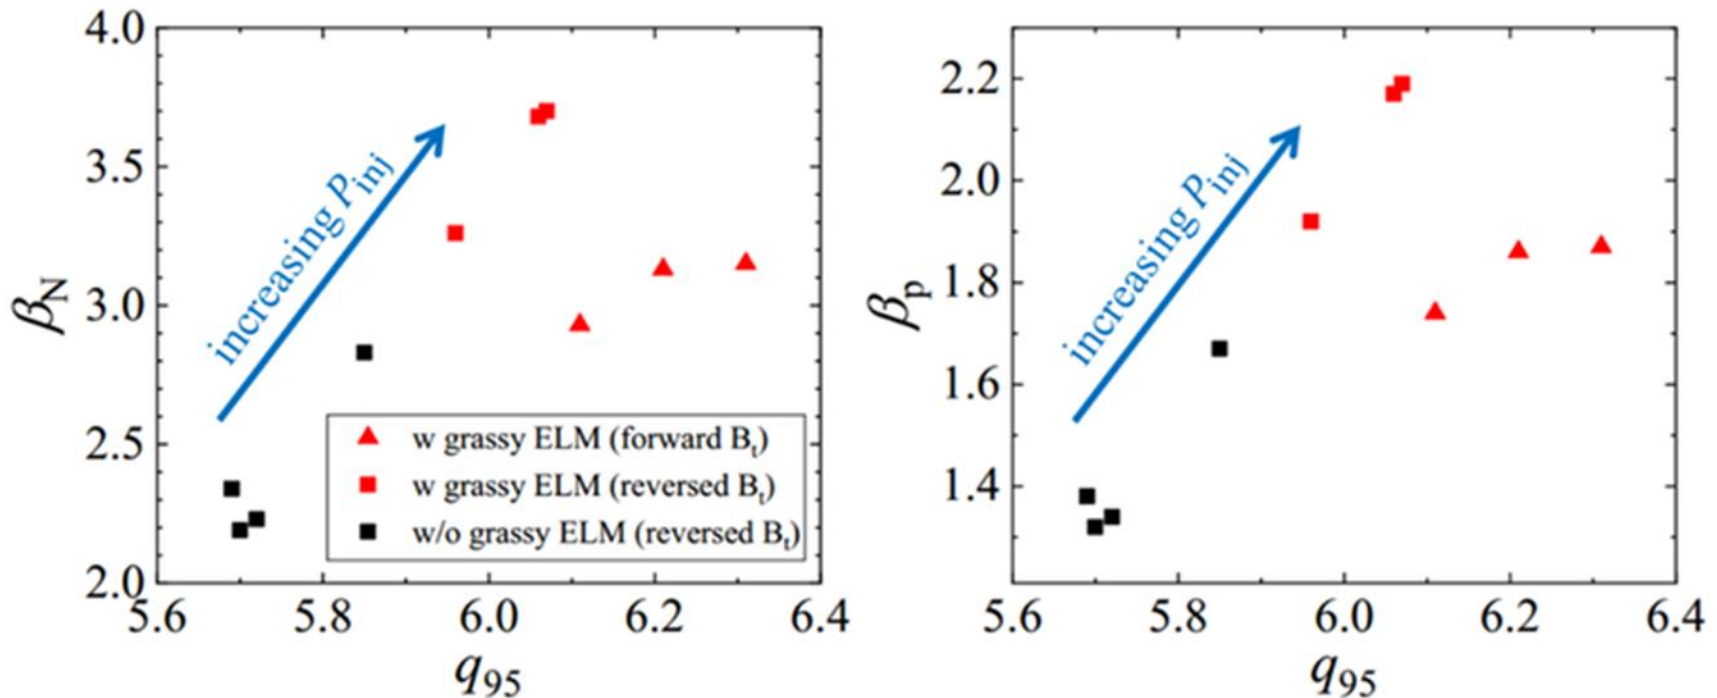 4.0
3.5
3.0
2.5
2.0
β_N
increasing P_inj
w grassy ELM (forward B_t)
w grassy ELM (reversed B_t)
w/o grassy ELM (reversed B_t)
5.6 5.8 6.0 6.2 6.4
q_95
2.2
2.0
1.8
1.6
1.4
β_p
increasing P_inj
5.6 5.8 6.0 6.2 6.4
q_95